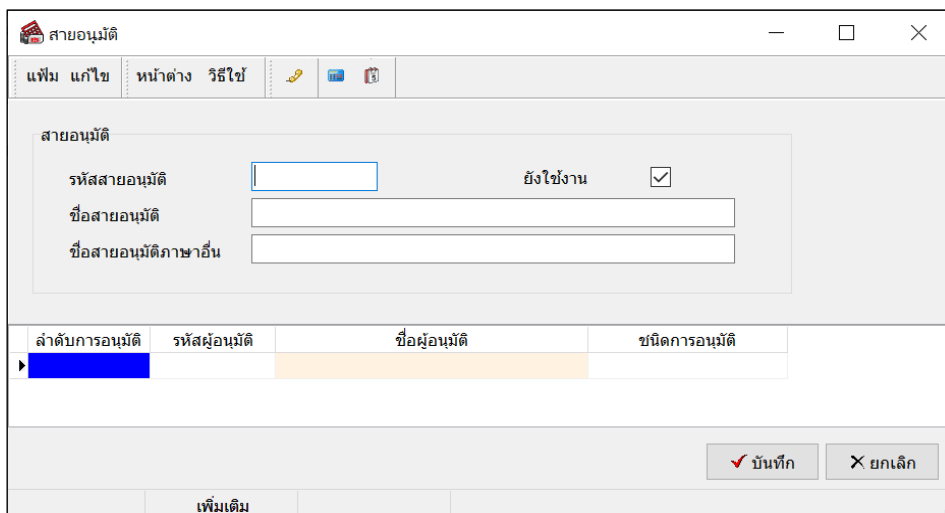 สายอนุมัติ
แฟ้ม แก้ไข หน้าต่าง วิธีใช้
สายอนุมัติ
รหัสสายอนุมัติ ยังใช้งาน
ชื่อสายอนุมัติ
ชื่อสายอนุมัติภาษาอื่น
ลำดับการอนุมัติ รหัสผู้อนุมัติ ชื่อผู้อนุมัติ ชนิดการอนุมัติ
บันทึก ยกเลิก
เพิ่มเติม